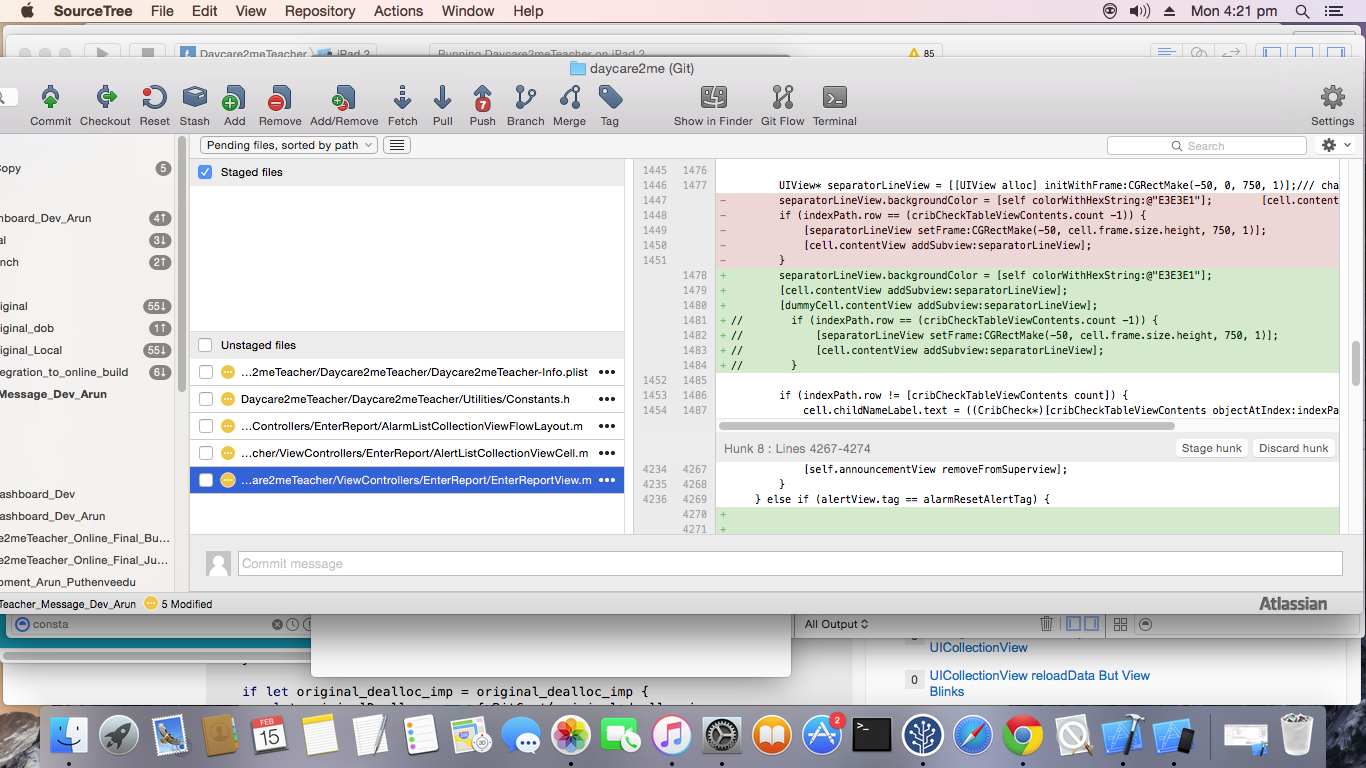 SourceTree File Edit View Repository Actions Window Help Mon 4:21 pm
Daycare2meTeacher iPad 2 Running Daycare2meTeacher on iPad 2 85
daycare2me (Git)
Commit Checkout Reset Stash Add Remove Add/Remove Fetch Pull 7 Push Branch Merge Tag Show in Finder Git Flow Terminal Settings
Pending files, sorted by path Search
opy 5
hboard_Dev_Arun 4↑
al 3↓
nch 2↑
iginal 55↓
iginal_dob 1↑
iginal_Local 55↓
egration_to_online_build 6↓
Message_Dev_Arun
ashboard_Dev
ashboard_Dev_Arun
e2meTeacher_Online_Final_Bu...
e2meTeacher_Online_Final_Ju...
opment_Arun_Puthenveedu
Staged files
Unstaged files
...2meTeacher/Daycare2meTeacher/Daycare2meTeacher-Info.plist •••
Daycare2meTeacher/Daycare2meTeacher/Utilities/Constants.h •••
...Controllers/EnterReport/AlarmListCollectionViewFlowLayout.m •••
...cher/ViewControllers/EnterReport/AlertListCollectionViewCell.m •••
...are2meTeacher/ViewControllers/EnterReport/EnterReportView.m •••
1445 1476
1446 1477 UIView* separatorLineView = [[UIView alloc] initWithFrame:CGRectMake(-50, 0, 750, 1)];/// cha
1447 - separatorLineView.backgroundColor = [self colorWithHexString:@"E3E3E1"]; [cell.content
1448 - if (indexPath.row == (cribCheckTableViewContents.count -1)) {
1449 - [separatorLineView setFrame:CGRectMake(-50, cell.frame.size.height, 750, 1)];
1450 - [cell.contentView addSubview:separatorLineView];
1451 - }
1478 + separatorLineView.backgroundColor = [self colorWithHexString:@"E3E3E1"];
1479 + [cell.contentView addSubview:separatorLineView];
1480 + [dummyCell.contentView addSubview:separatorLineView];
1481 + // if (indexPath.row == (cribCheckTableViewContents.count -1)) {
1482 + // [separatorLineView setFrame:CGRectMake(-50, cell.frame.size.height, 750, 1)];
1483 + // [cell.contentView addSubview:separatorLineView];
1484 + // }
1452 1485
1453 1486 if (indexPath.row != [cribCheckTableViewContents count]) {
1454 1487 cell.childNameLabel.text = ((CribCheck*)[cribCheckTableViewContents objectAtIndex:indexPa
Hunk 8 : Lines 4267-4274 Stage hunk Discard hunk
4234 4267 [self.announcementView removeFromSuperview];
4235 4268 }
4236 4269 } else if (alertView.tag == alarmResetAlertTag) {
4270 +
4271 +
Commit message
Teacher_Message_Dev_Arun 5 Modified Atlassian
consta All Output
UICollectionView
0 UICollectionView reloadData But View
Blinks
}
if let original_dealloc_imp = original_dealloc_imp {
FEB
15
2